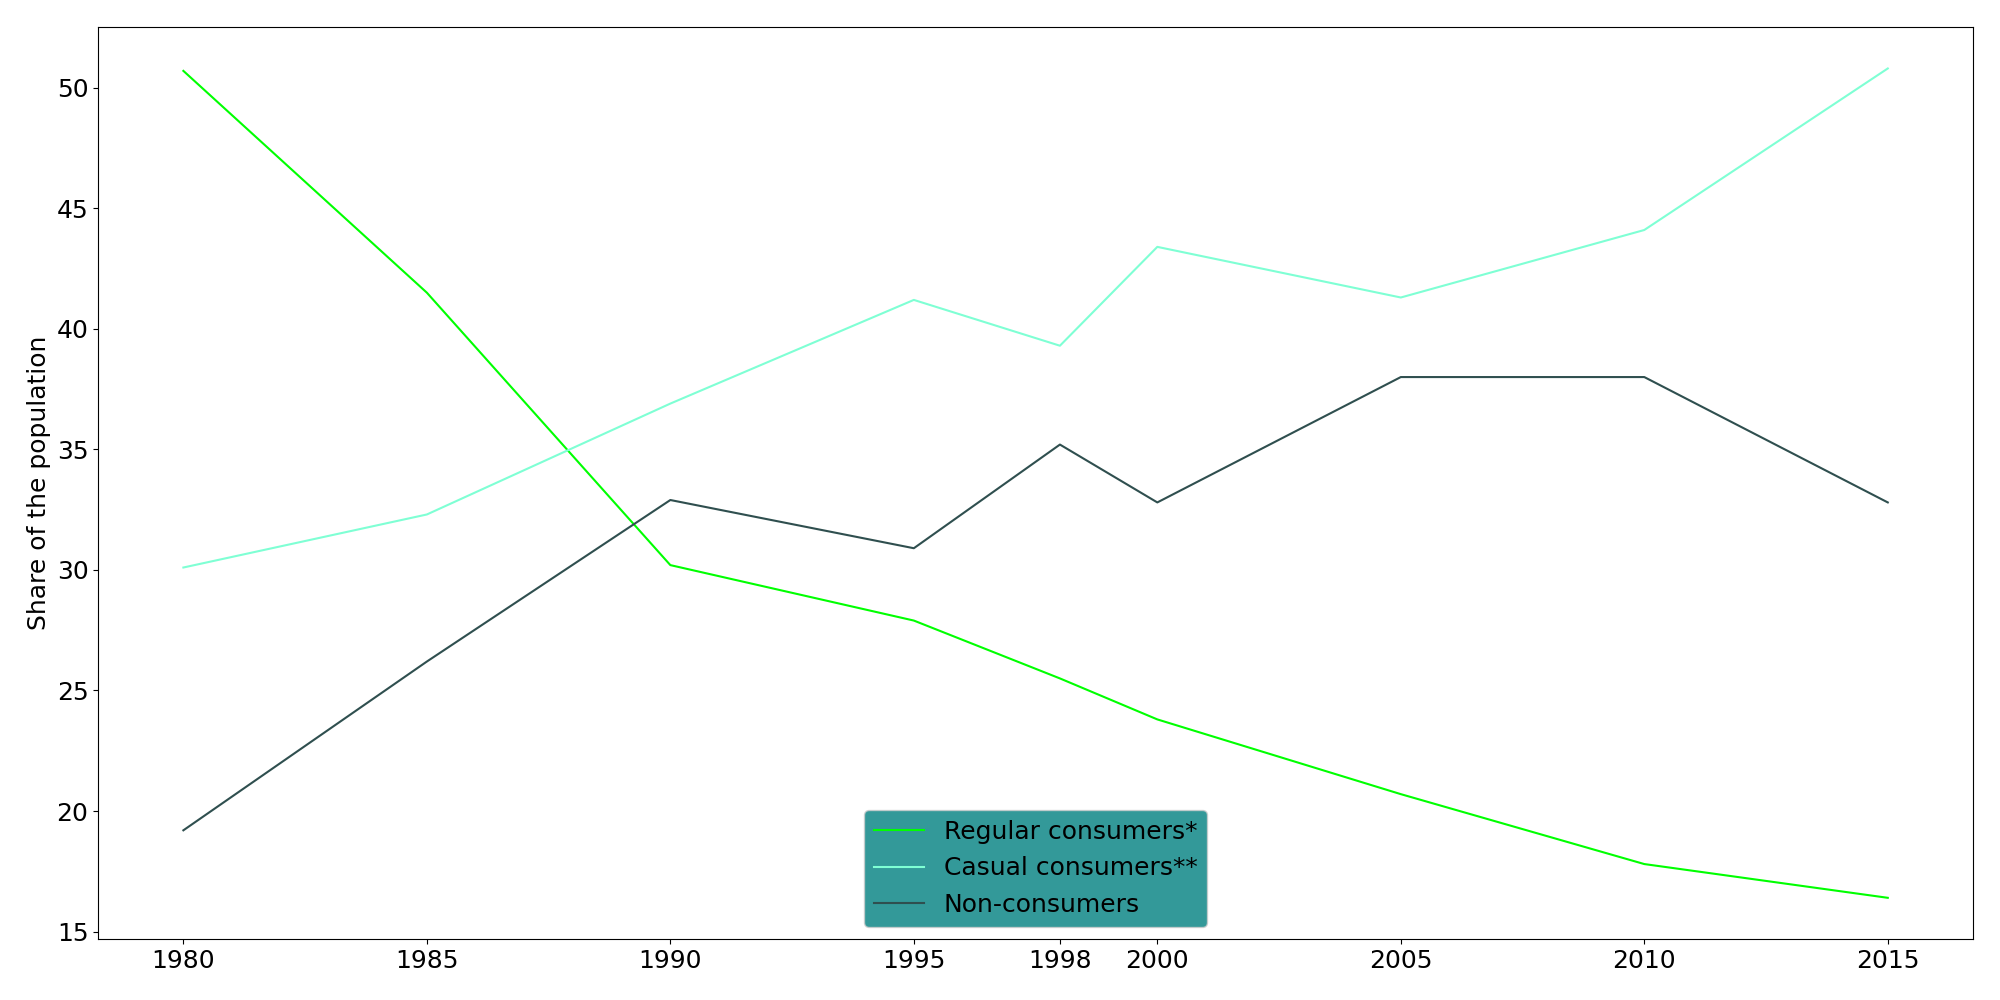 Share of the population
50
45
40
35
30
25
20
15
Regular consumers*
Casual consumers**
Non-consumers
1980 1985 1990 1995 1998 2000 2005 2010 2015